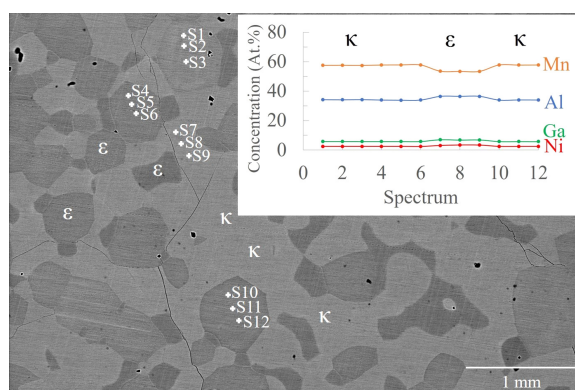 S1
S2
S3
S4
S5
S6
S7
S8
S9
ε
ε
ε
κ
κ
κ
S10
S11
S12
1 mm
Concentration (At.%)
80
60
40
20
0
κ
ε
κ
Mn
Al
Ga
Ni
0 2 4 6 8 10 12
Spectrum